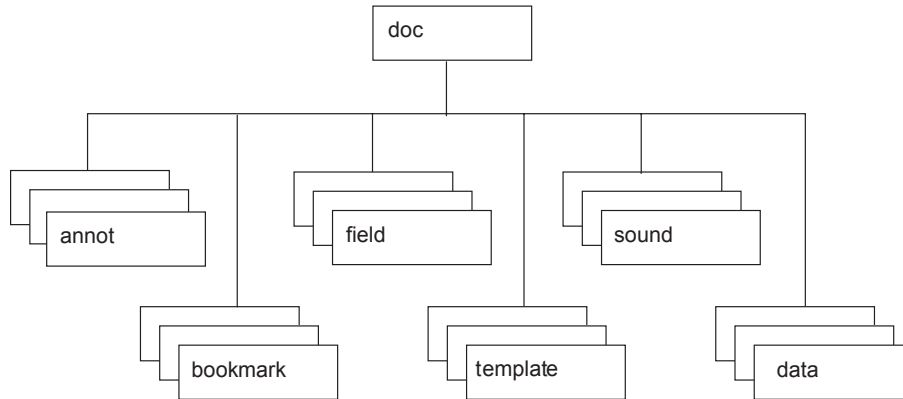 doc
annot
field
sound
bookmark
template
data